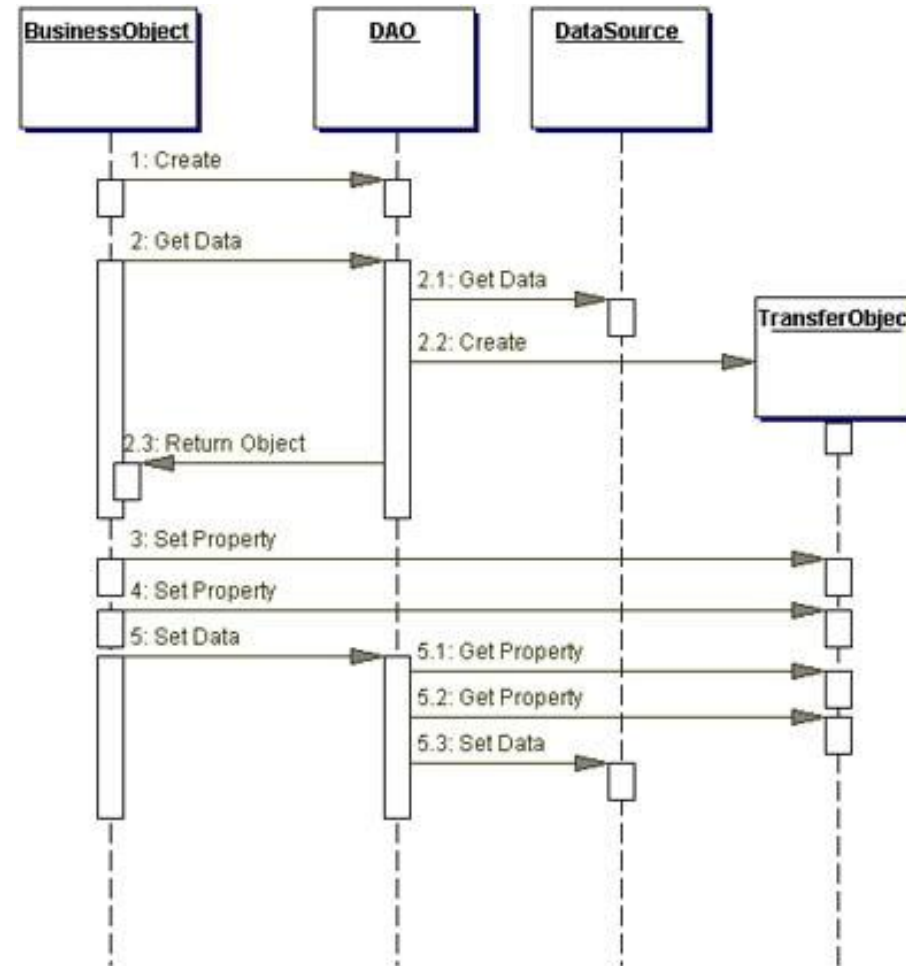 BusinessObject
DAO
DataSource
1: Create
2: Get Data
2.1: Get Data
TransferObjec
2.2: Create
2.3: Return Object
3: Set Property
4: Set Property
5: Set Data
5.1: Get Property
5.2: Get Property
5.3: Set Data